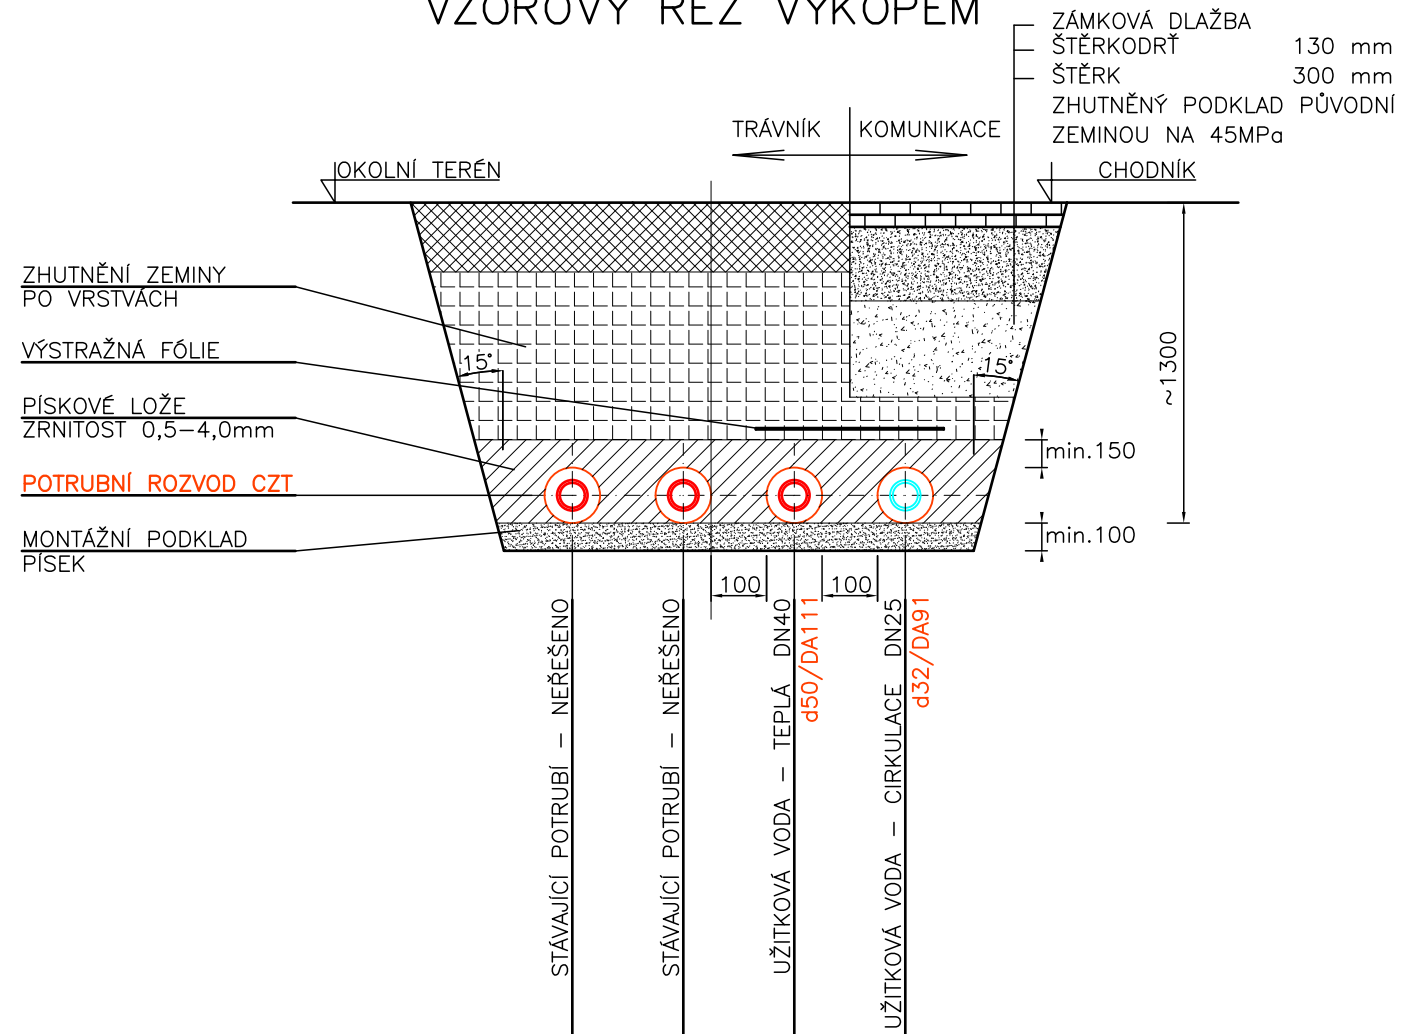 VZOROVÝ ŘEZ VÝKOPEM
ZÁMKOVÁ DLAŽBA
ŠTĚRKODRŤ 130 mm
ŠTĚRK 300 mm
ZHUTNĚNÝ PODKLAD PŮVODNÍ
ZEMINOU NA 45MPa
TRÁVNÍK
KOMUNIKACE
OKOLNÍ TERÉN
CHODNÍK
ZHUTNĚNÍ ZEMINY
PO VRSTVÁCH
VÝSTRAŽNÁ FÓLIE
15°
15°
~1300
PÍSKOVÉ LOŽE
ZRNITOST 0,5-4,0mm
min.150
POTRUBNÍ ROZVOD CZT
MONTÁŽNÍ PODKLAD
PÍSEK
min.100
100
100
STÁVAJÍCÍ POTRUBÍ - NEŘEŠENO
STÁVAJÍCÍ POTRUBÍ - NEŘEŠENO
UŽITKOVÁ VODA - TEPLÁ DN40
d50/DA111
UŽITKOVÁ VODA - CIRKULACE DN25
d32/DA91